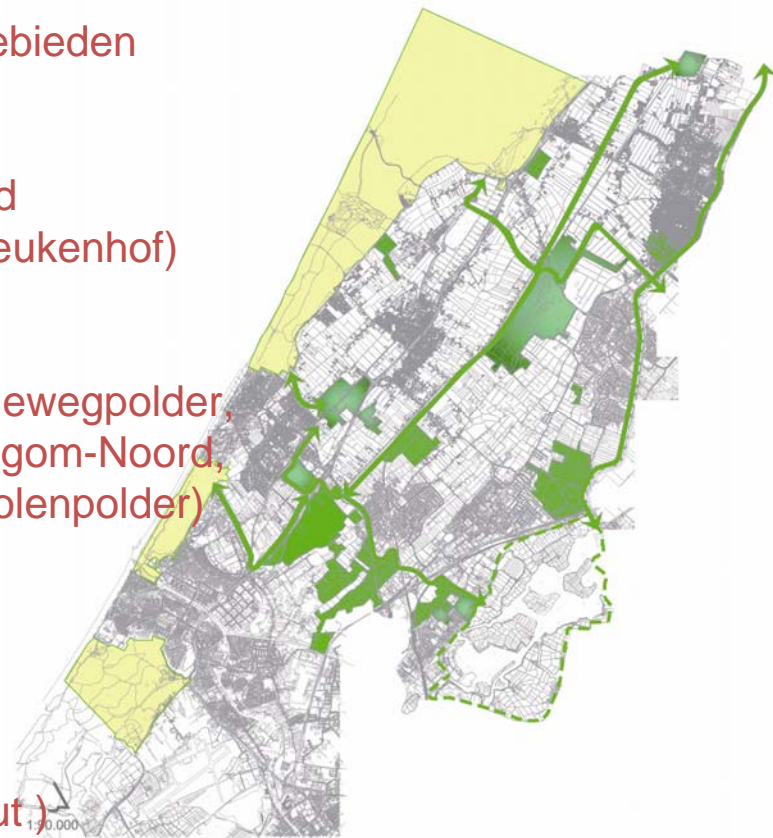 ebieden
d
eukenhof)
ewegpolder,
gom-Noord,
olenpolder)
ut )
1:90.000